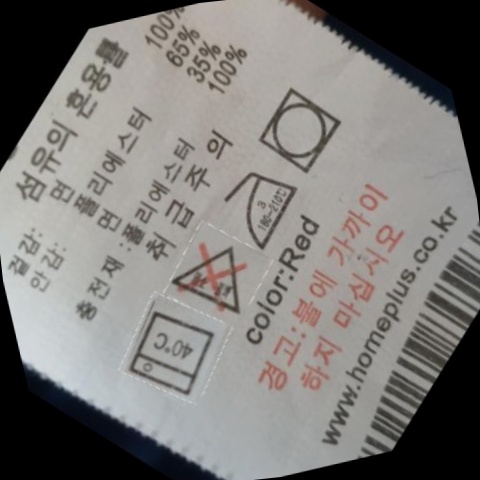 섬유의 혼용률
겉감: 면 100%
안감: 폴리에스터 65%
면 35%
충전재 :폴리에스터 100%
취 급 주 의
40°C
3
180~210℃
color:Red
경고:불에 가까이
하지 마십시오
www.homeplus.co.kr